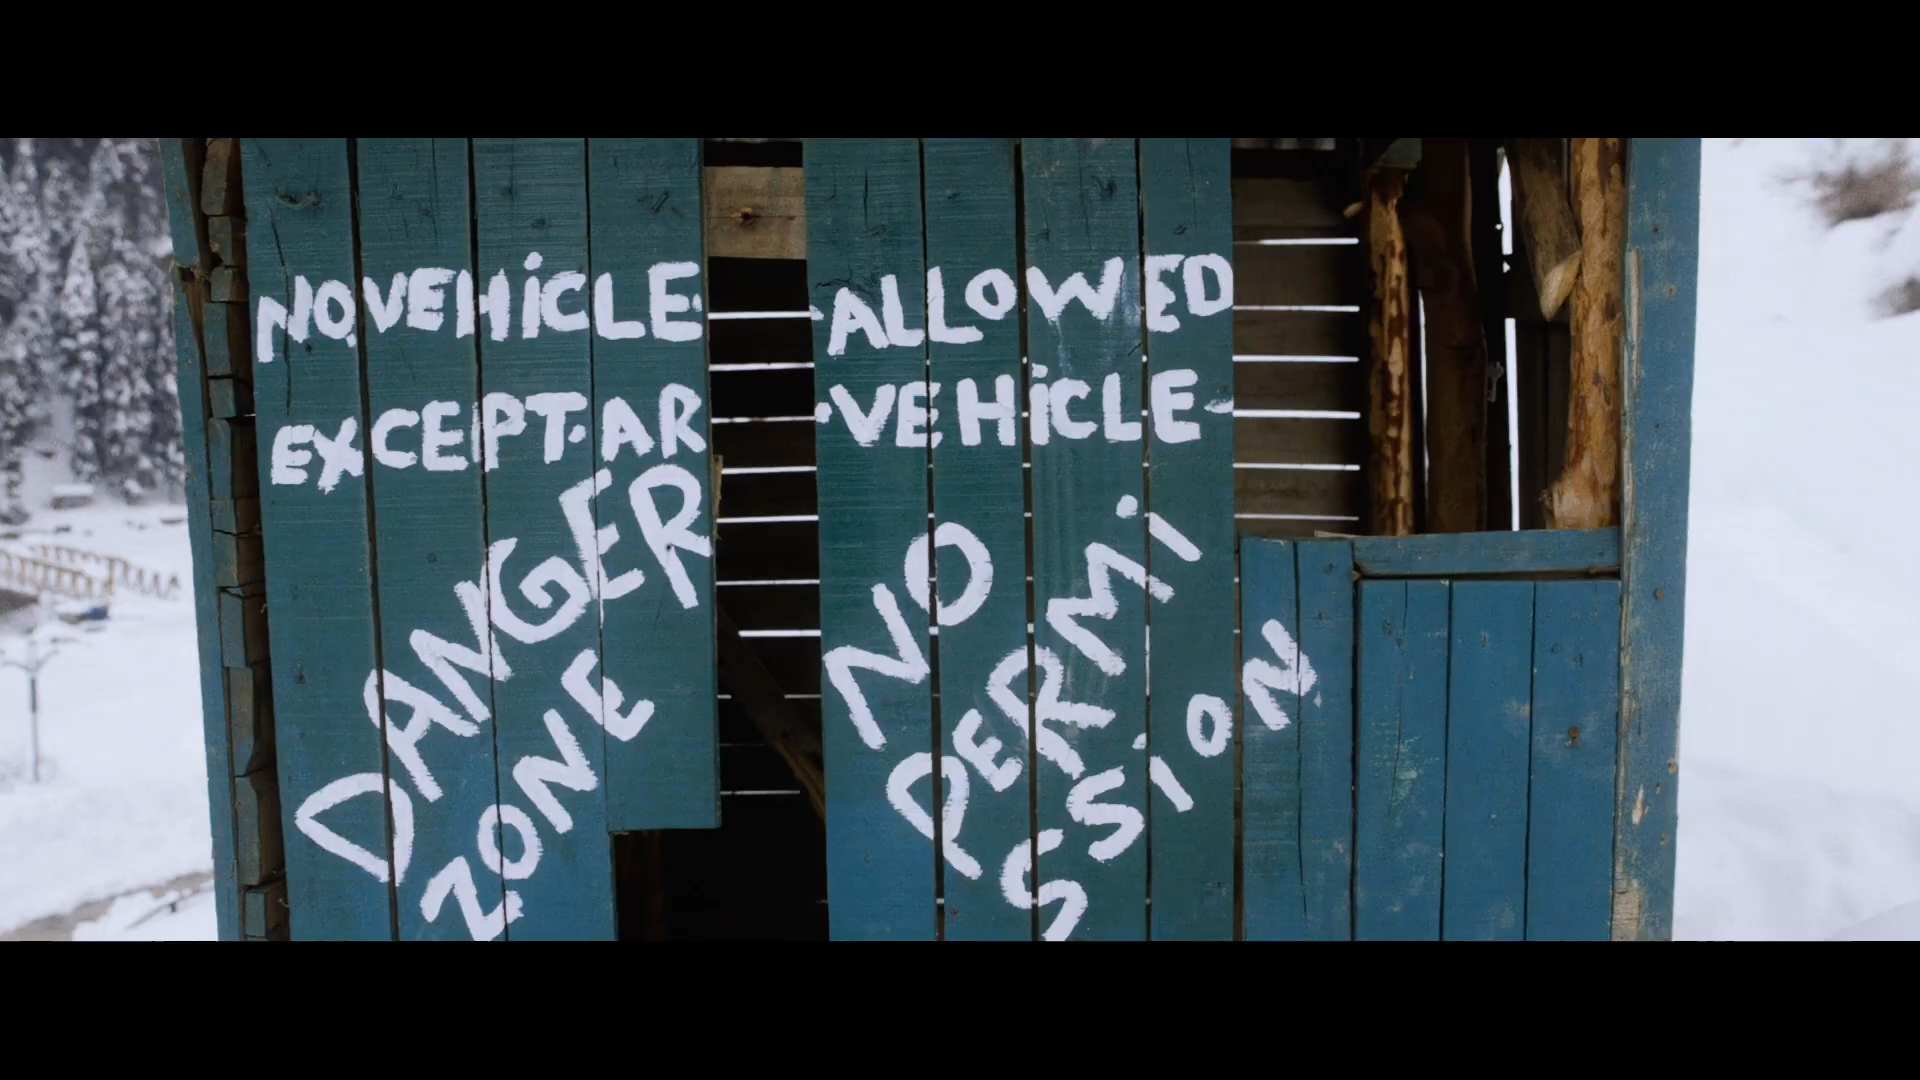 NO VEHiCLE ALLOWED
EXCEPT AR VEHiCLE
DANGER
ZONE
NO
PERMi
SSiON